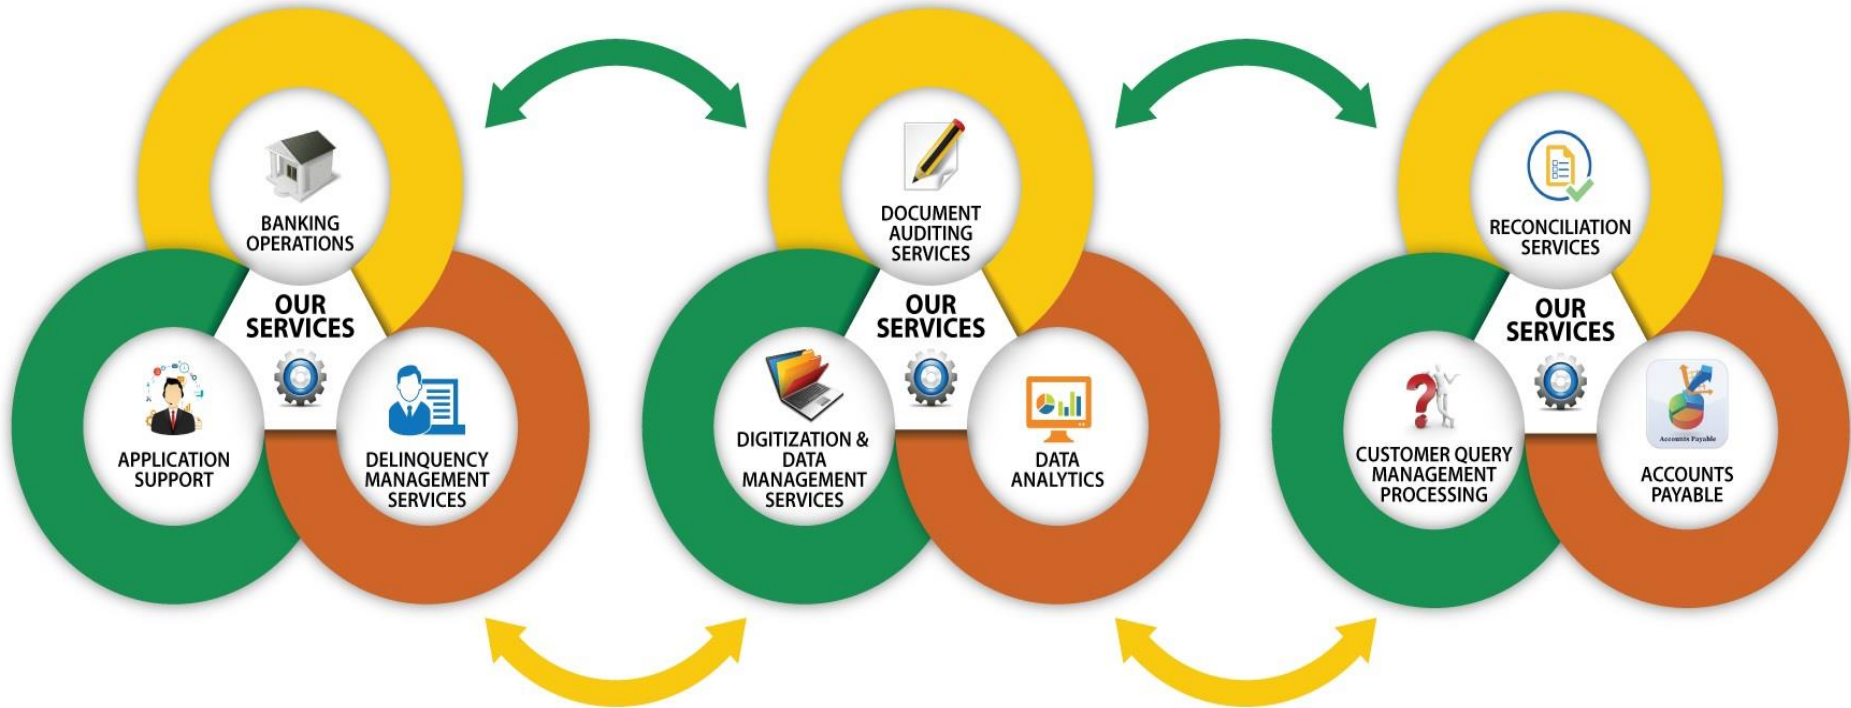 BANKING
OPERATIONS
OUR
SERVICES
APPLICATION
SUPPORT
DELINQUENCY
MANAGEMENT
SERVICES
DOCUMENT
AUDITING
SERVICES
OUR
SERVICES
DIGITIZATION &
DATA
MANAGEMENT
SERVICES
DATA
ANALYTICS
RECONCILIATION
SERVICES
OUR
SERVICES
CUSTOMER QUERY
MANAGEMENT
PROCESSING
Accounts Payable
ACCOUNTS
PAYABLE